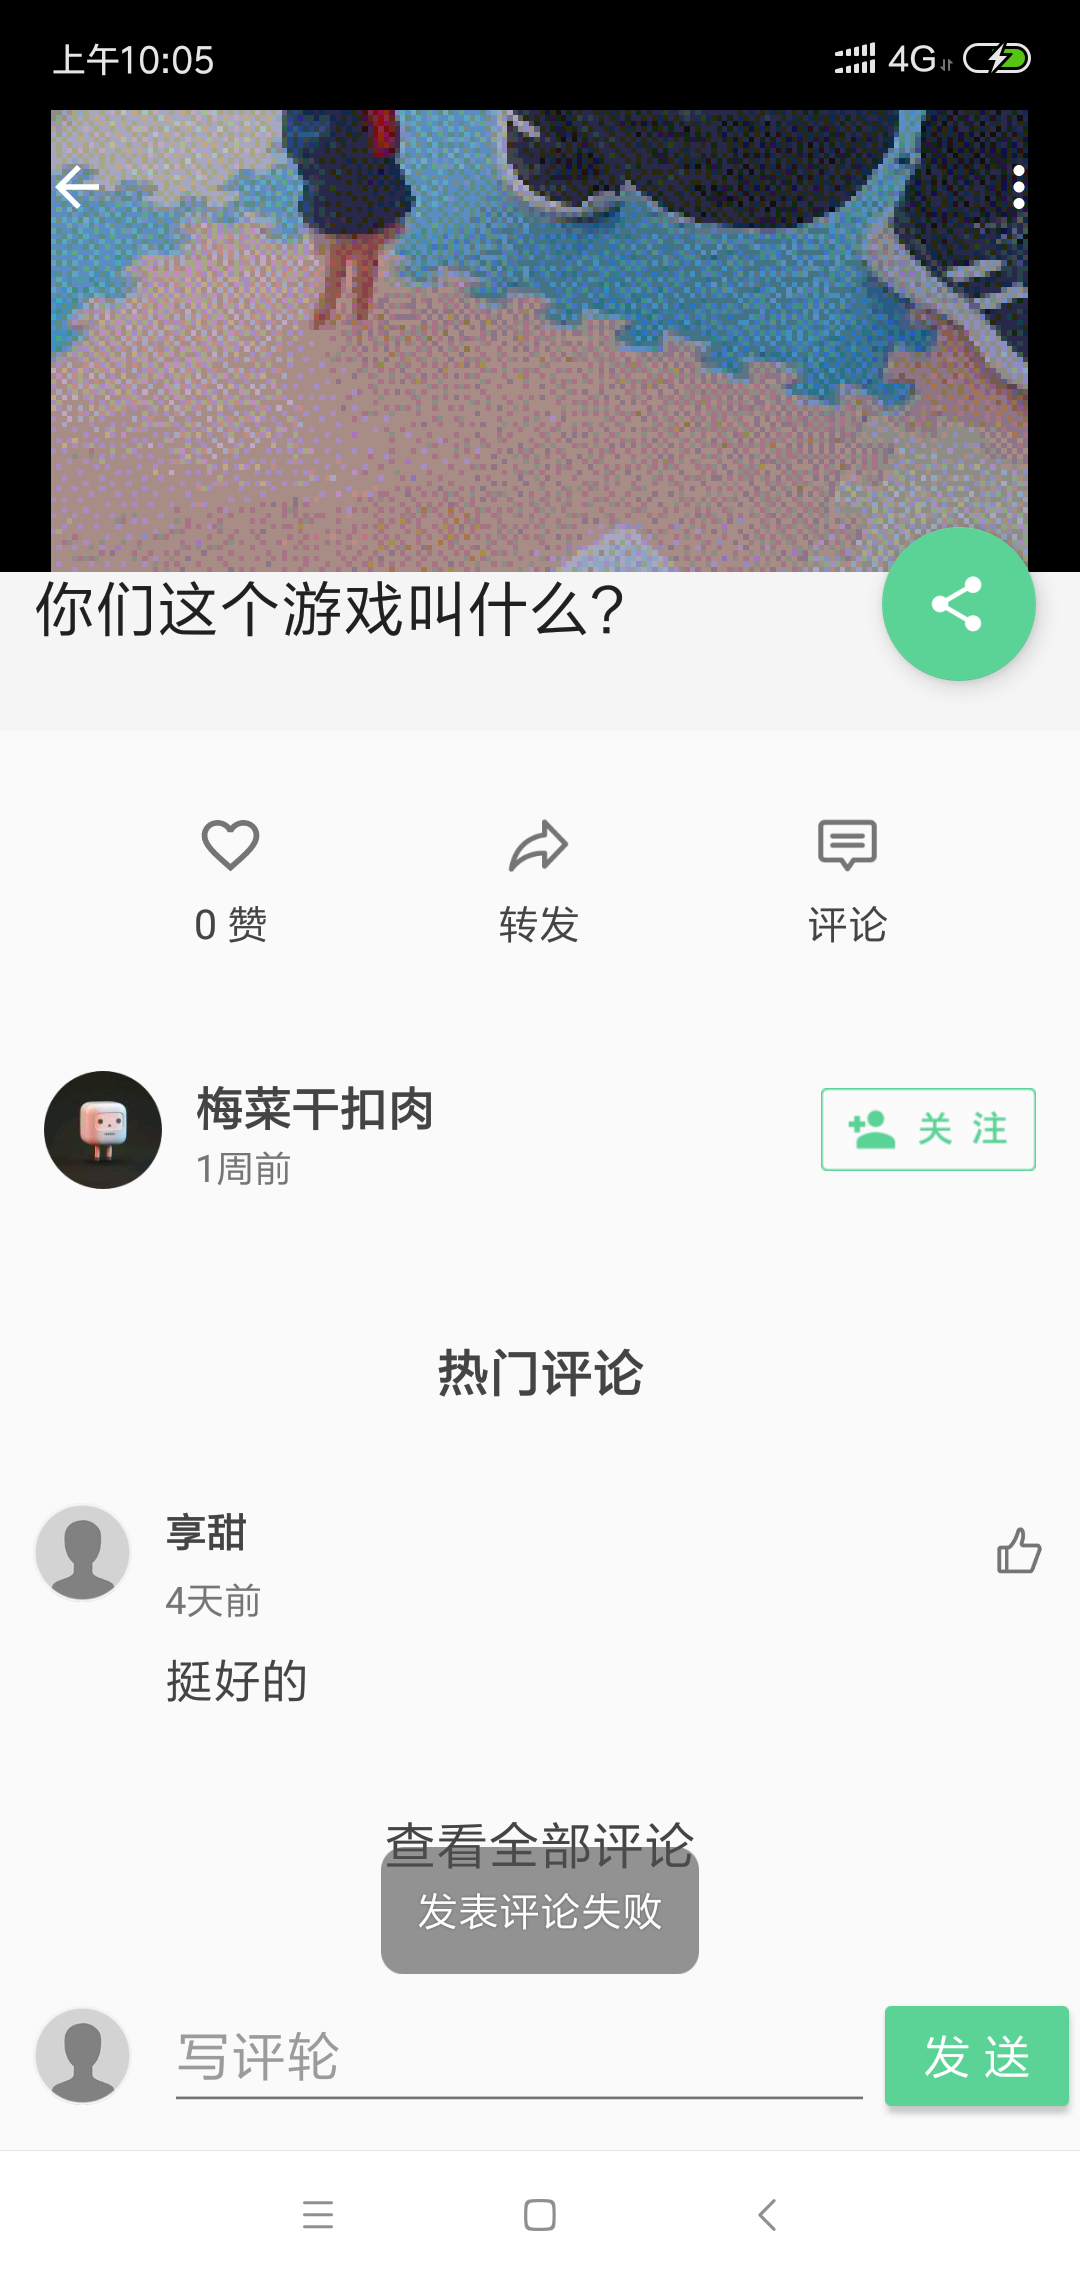 上午10:05
4G
你们这个游戏叫什么?
0 赞
转发
评论
梅菜干扣肉
1周前
关 注
热门评论
享甜
4天前
挺好的
查看全部评论
发表评论失败
写评轮
发 送